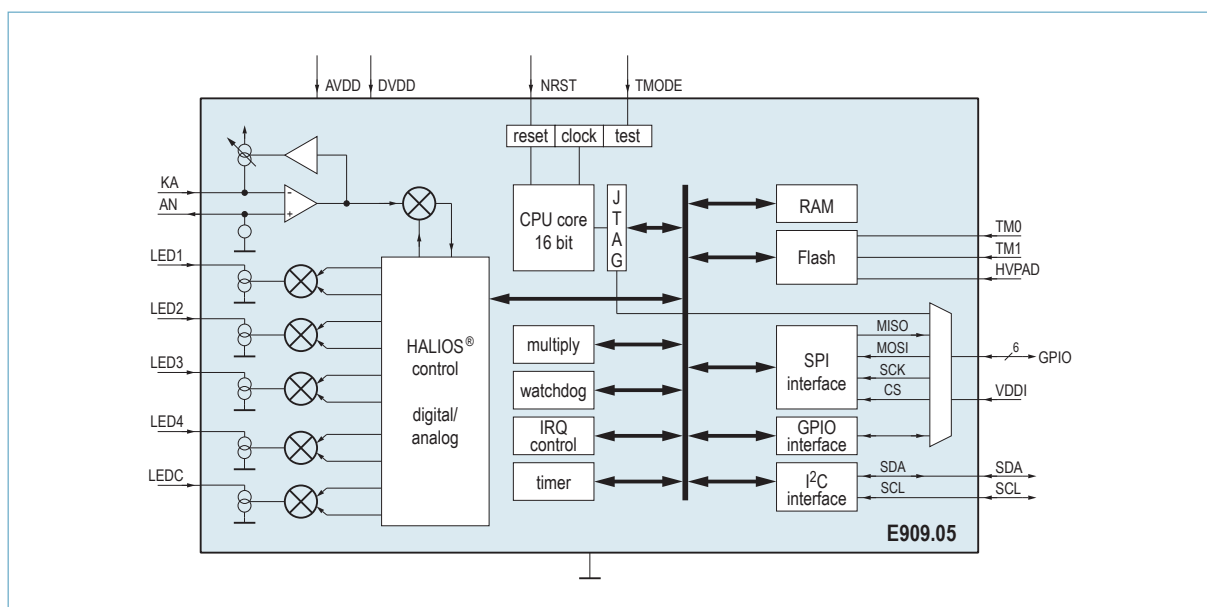 AVDD
DVDD
NRST
TMODE
reset
clock
test
KA
AN
-
+
CPU core
16 bit
JTAG
RAM
Flash
TM0
TM1
HVPAD
LED1
LED2
LED3
LED4
LEDC
HALIOS®
control
digital/
analog
multiply
watchdog
IRQ
control
timer
SPI
interface
MISO
MOSI
SCK
CS
6
GPIO
VDDI
GPIO
interface
I²C
interface
SDA
SCL
SDA
SCL
E909.05